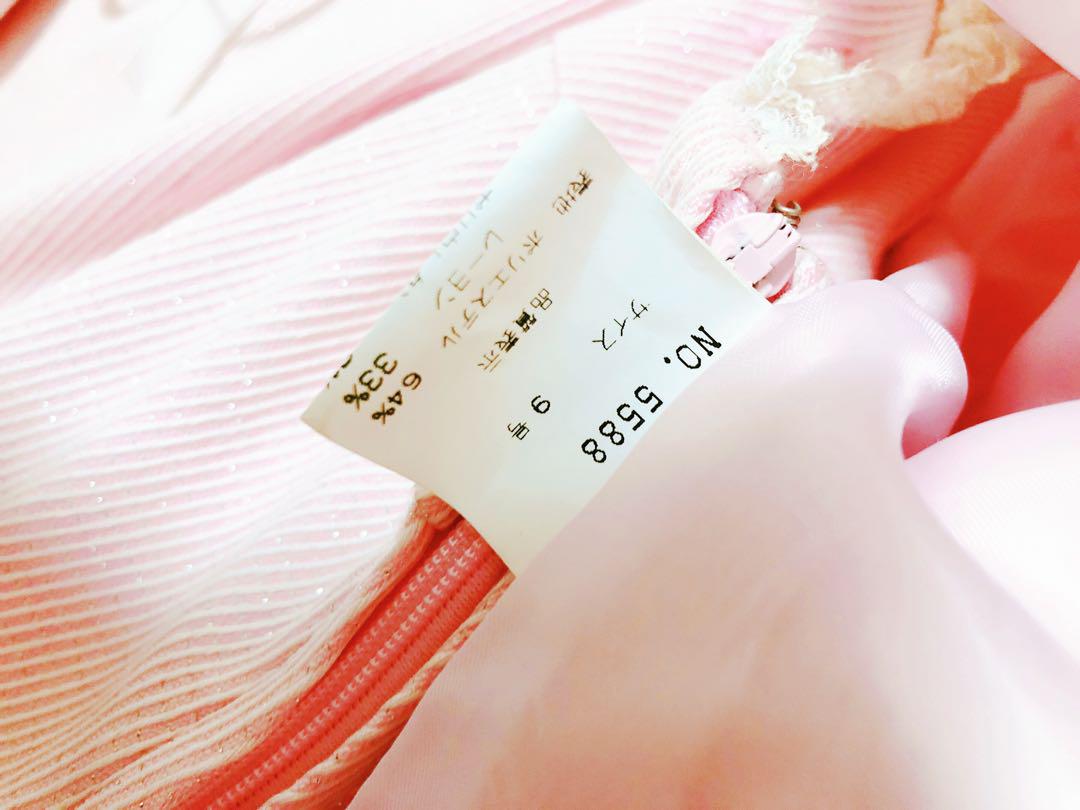 NO. 5588
サイズ 9号
品質表示
表地 ポリエステル 64%
レーヨン 33%